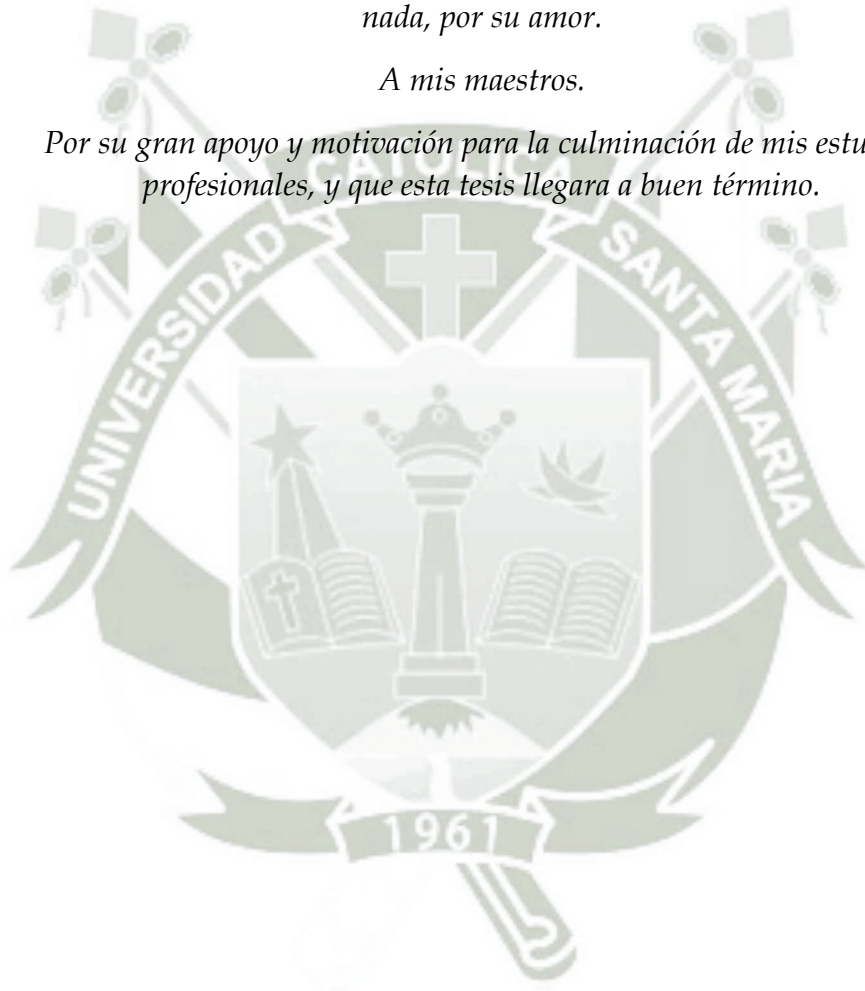 nada, por su amor.
A mis maestros.
Por su gran apoyo y motivación para la culminación de mis estu
profesionales, y que esta tesis llegara a buen término.
CATOLICA
UNIVERSIDAD
SANTA MARIA
1961